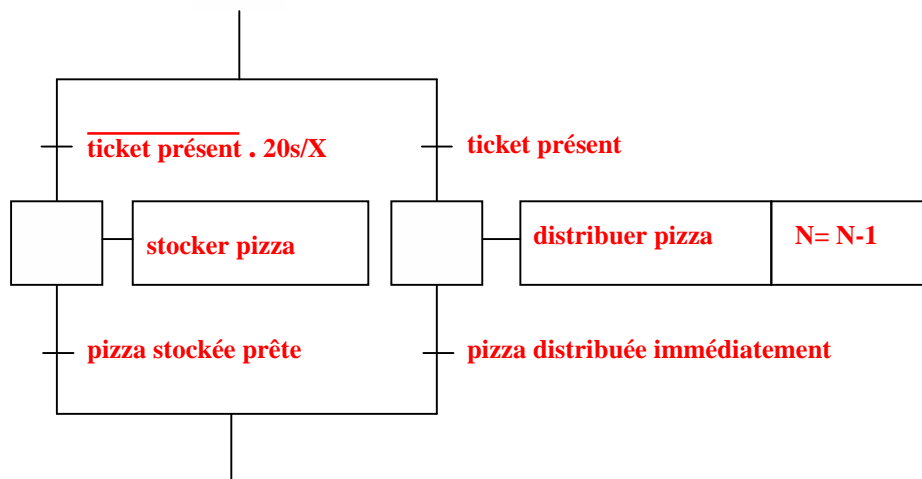 ticket présent . 20s/X
ticket présent
stocker pizza
distribuer pizza
N= N-1
pizza stockée prête
pizza distribuée immédiatement